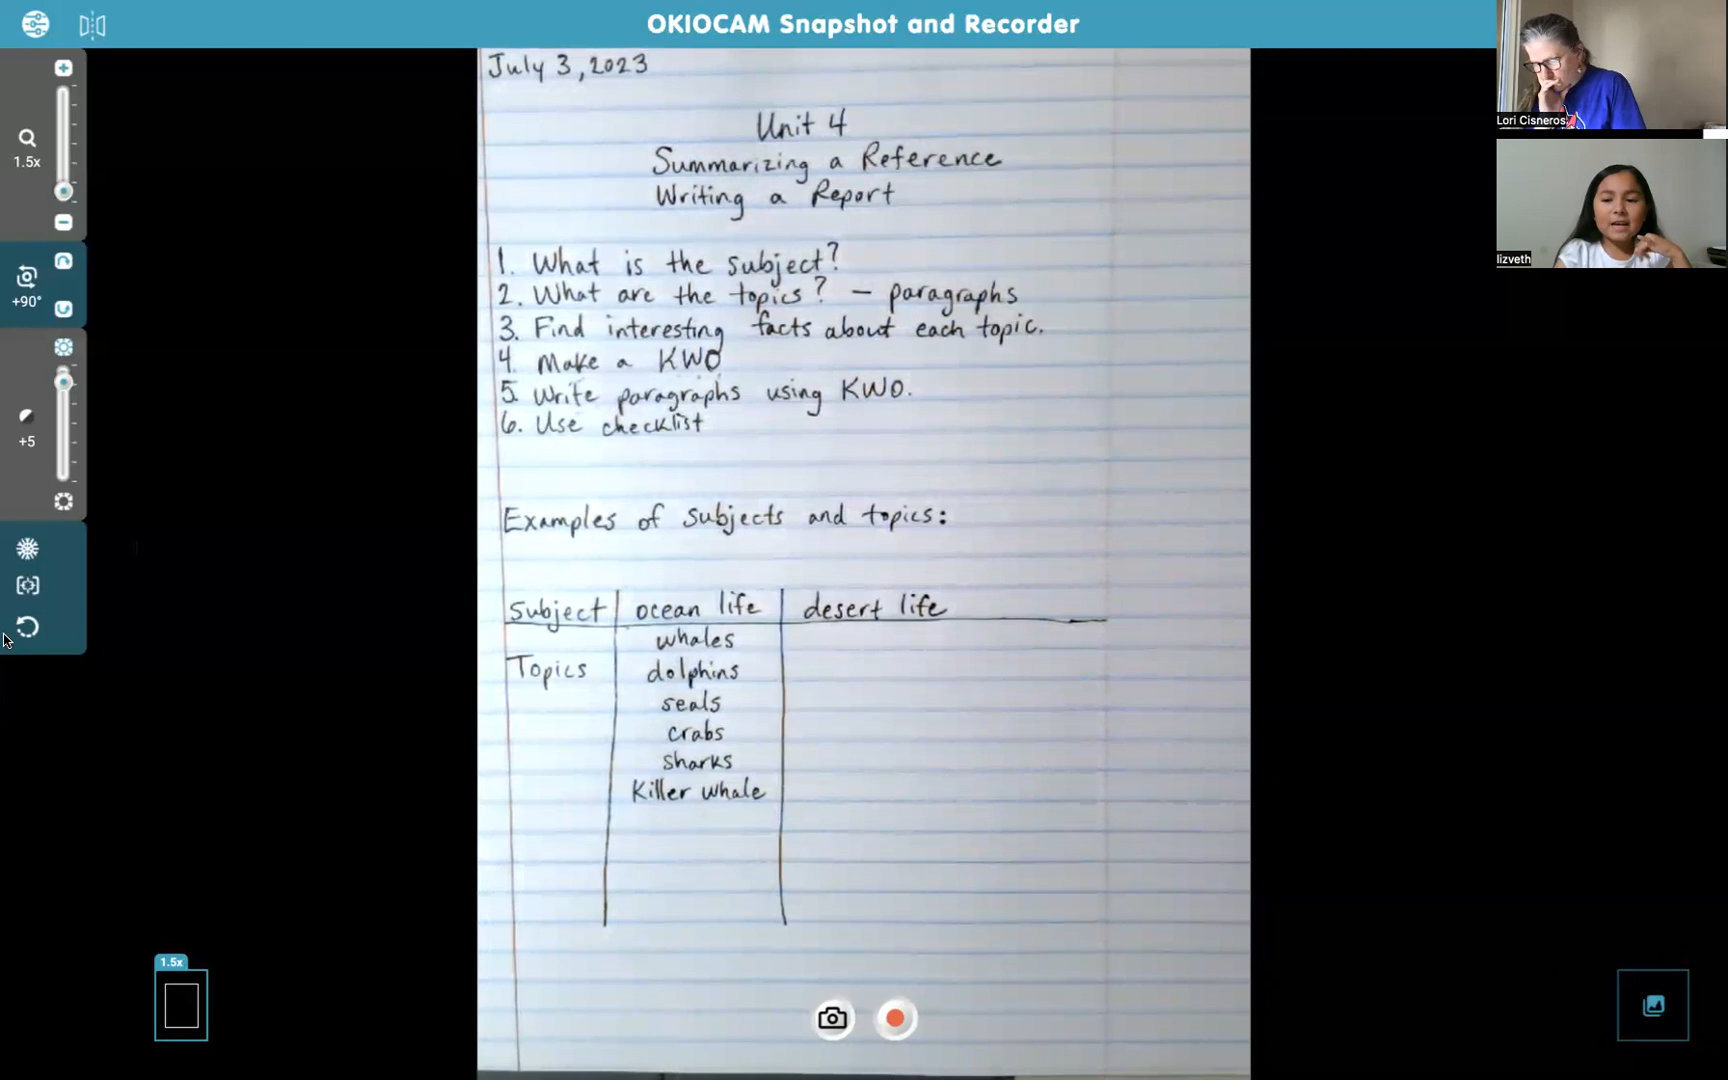 OKIOCAM Snapshot and Recorder
July 3, 2023
Unit 4
Summarizing a Reference
Writing a Report
1. What is the subject?
2. What are the topics? — paragraphs
3. Find interesting facts about each topic.
4. Make a KWO
5. Write paragraphs using KWO.
6. Use checklist
Examples of subjects and topics:
Subject | ocean life | desert life
whales
Topics dolphins
seals
crabs
sharks
Killer whale
1.5x
+90°
+5
1.5x
Lori Cisneros
lizveth